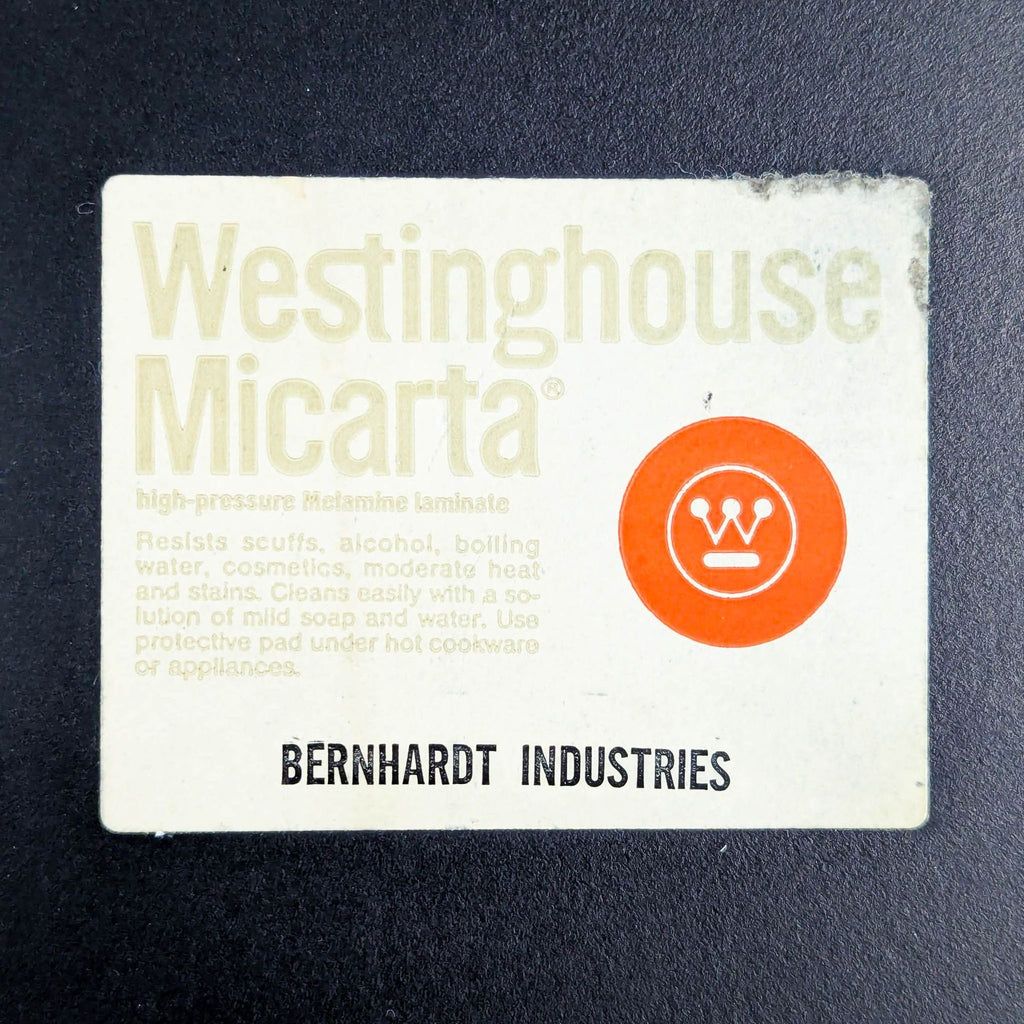 Westinghouse
Micarta®
high-pressure Melamine laminate
Resists scuffs, alcohol, boiling
water, cosmetics, moderate heat
and stains. Cleans easily with a so-
lution of mild soap and water. Use
protective pad under hot cookware
or appliances.
W
BERNHARDT INDUSTRIES